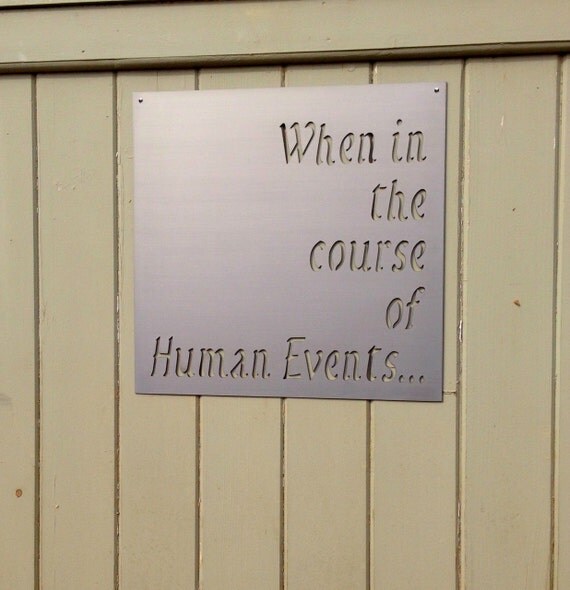 When in
the
course
of
Human Events...